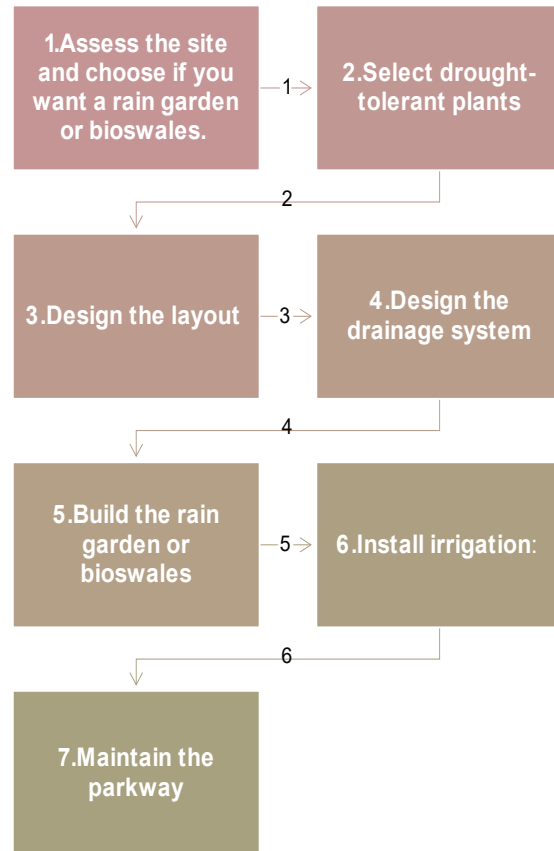 1.Assess the site
and choose if you
want a rain garden
or bioswales.
1
2.Select drought-
tolerant plants
2
3.Design the layout
3
4.Design the
drainage system
4
5.Build the rain
garden or
bioswales
5
6.Install irrigation:
6
7.Maintain the
parkway